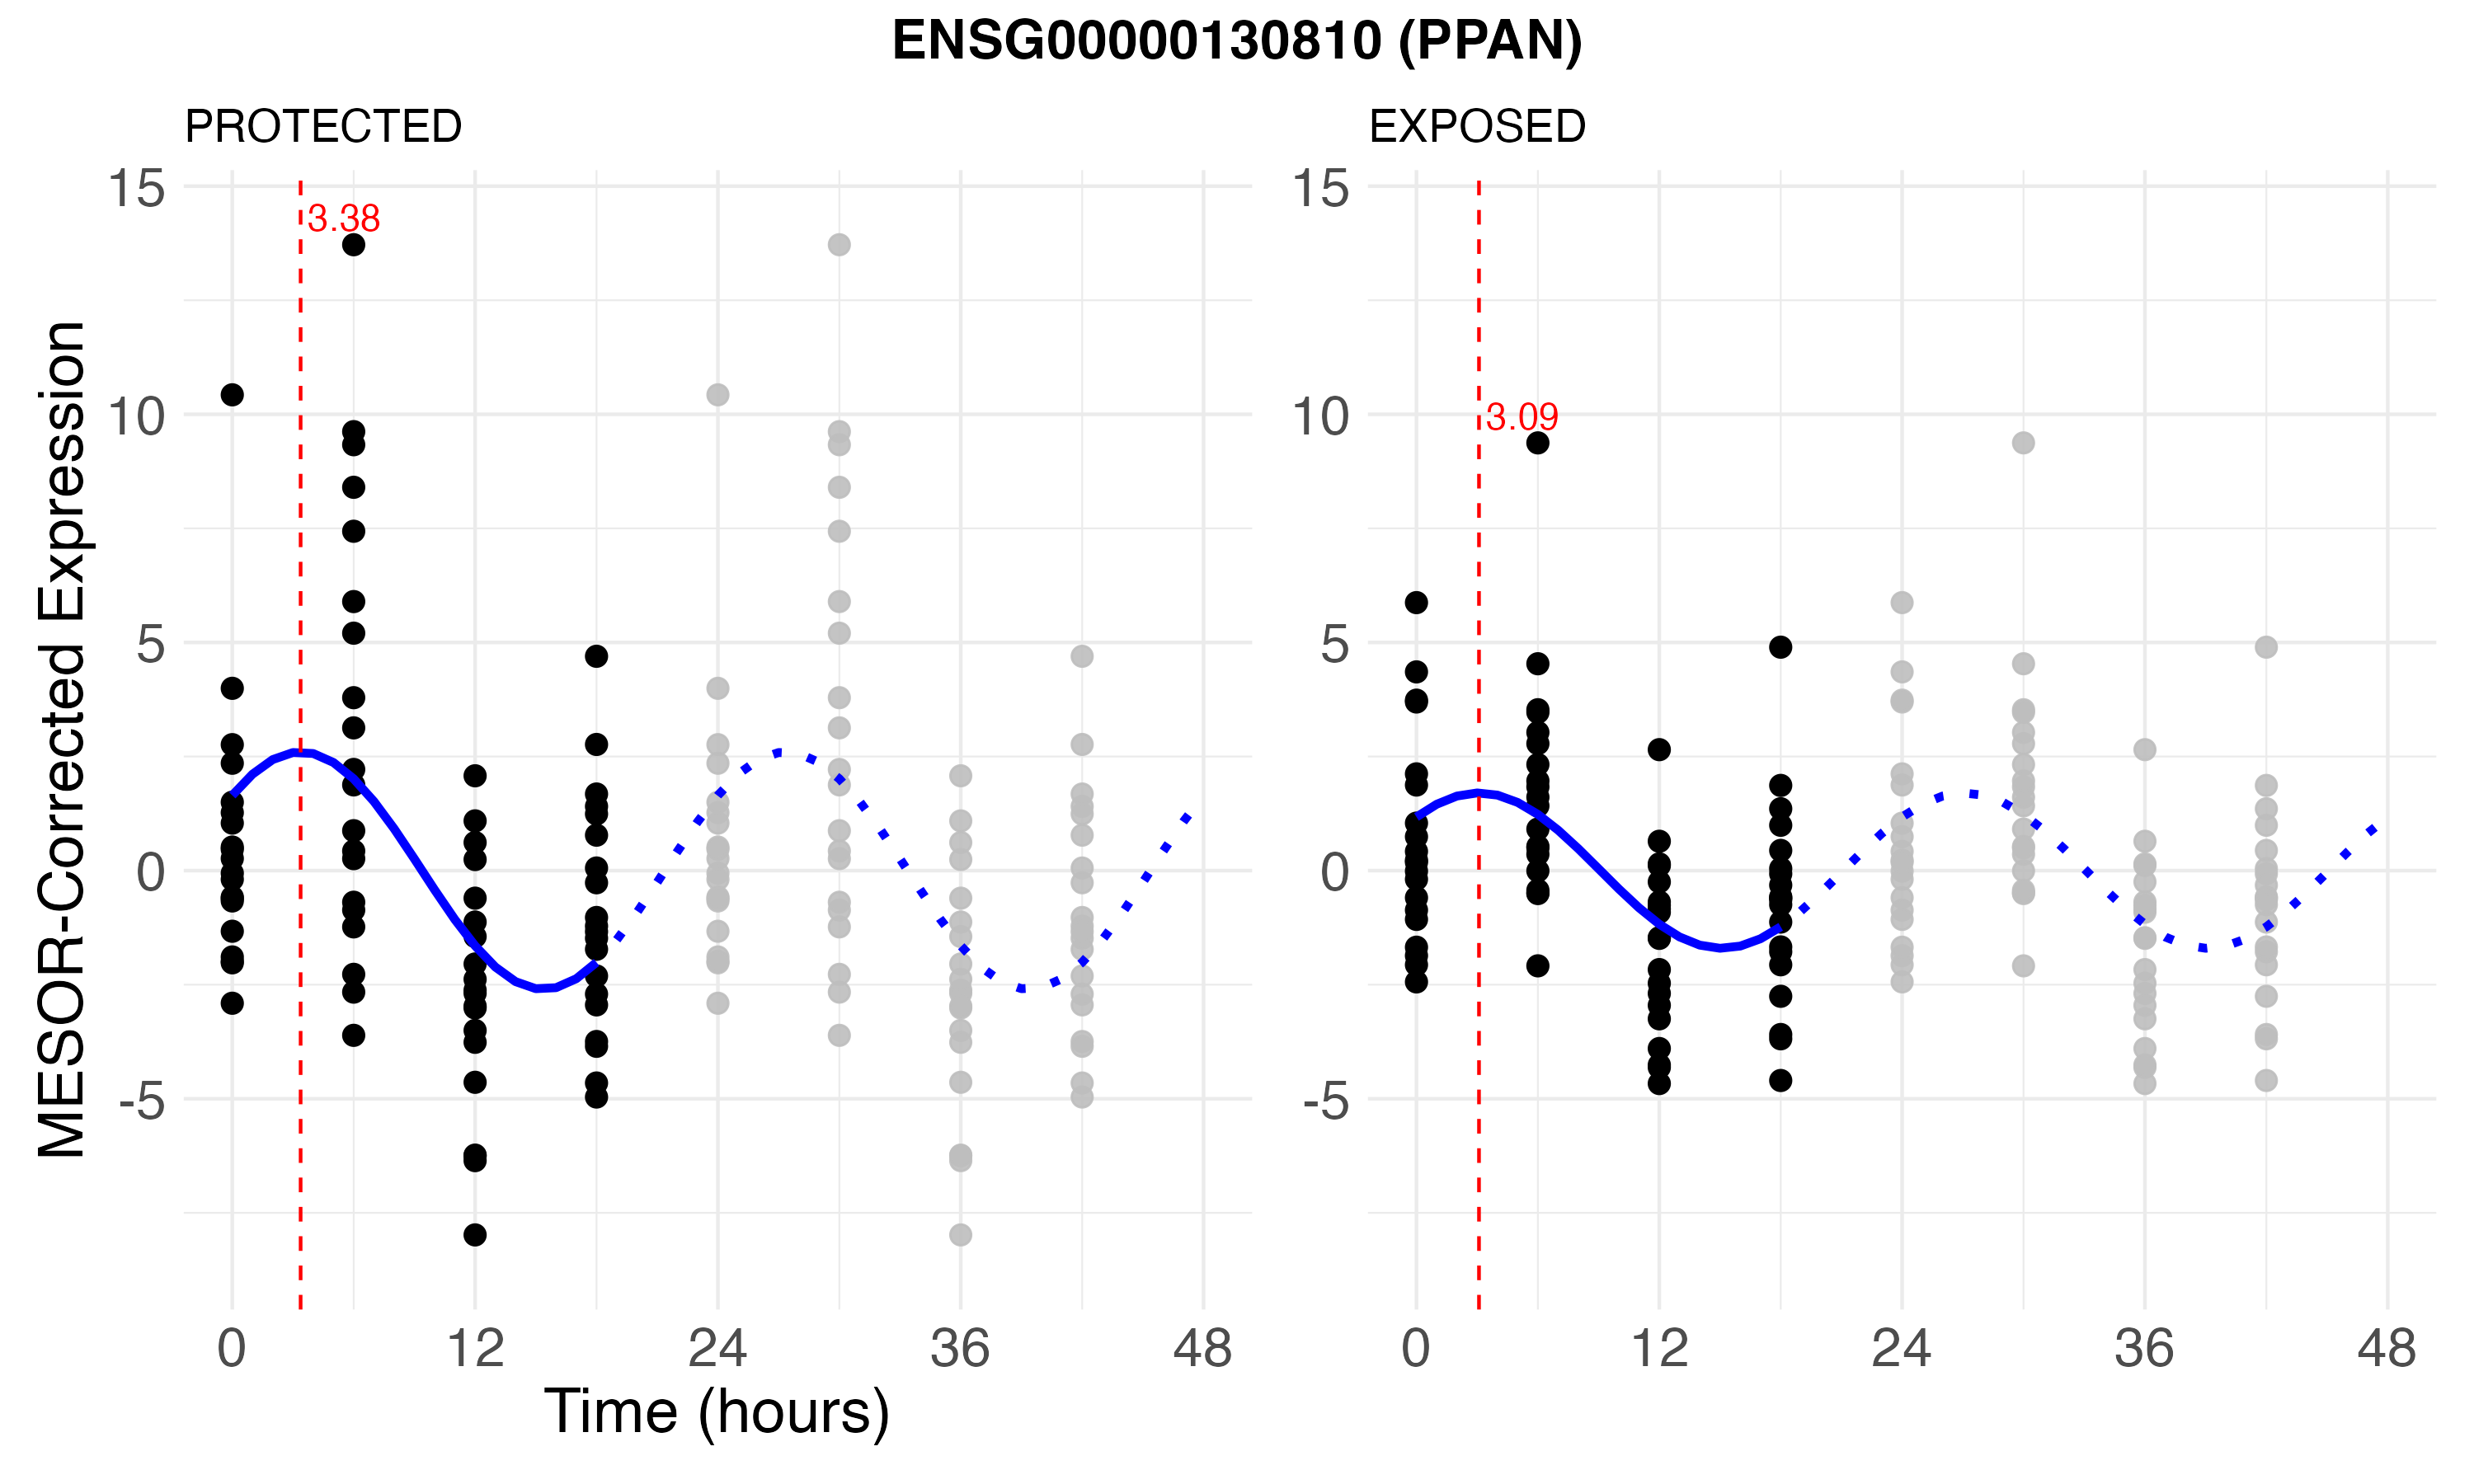 ENSG00000130810 (PPAN)
PROTECTED
EXPOSED
MESOR-Corrected Expression
15
10
5
0
-5
3.38
0 12 24 36 48
15
10
5
0
-5
3.09
0 12 24 36 48
Time (hours)